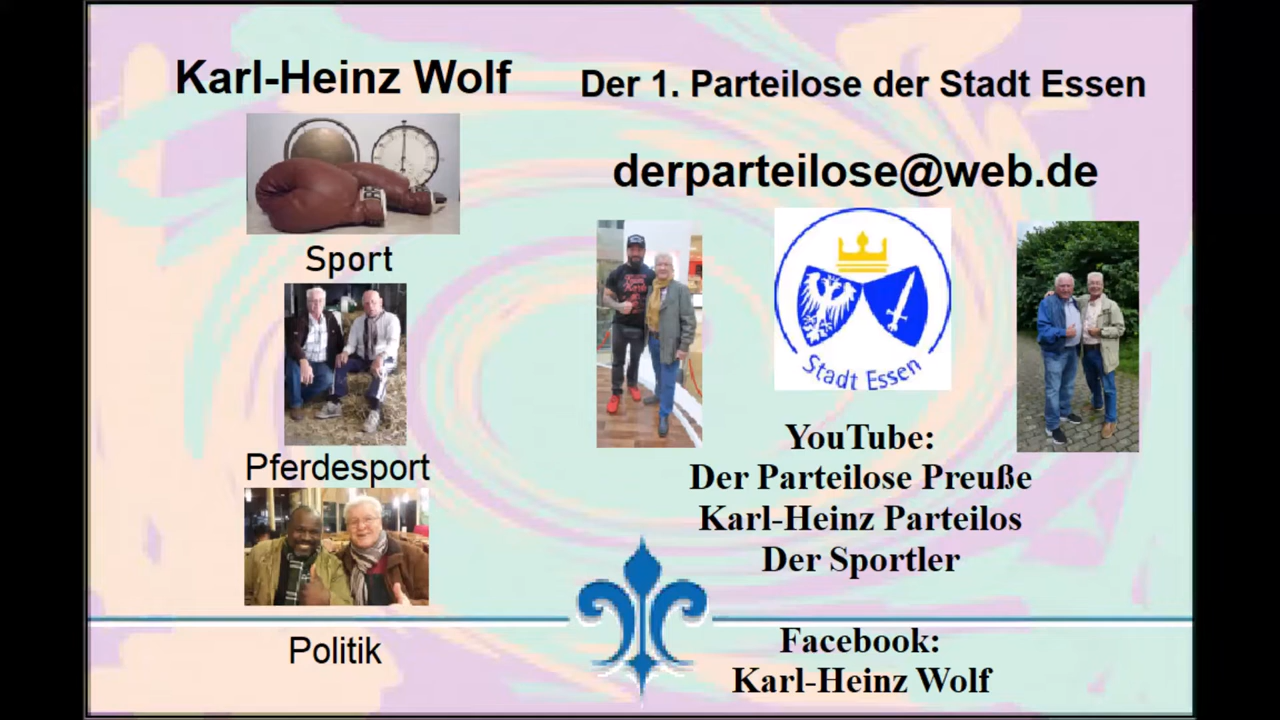 Karl-Heinz Wolf
Der 1. Parteilose der Stadt Essen
derparteilose@web.de
Sport
Pferdesport
Politik
Stadt Essen
YouTube:
Der Parteilose Preuße
Karl-Heinz Parteilos
Der Sportler
Facebook:
Karl-Heinz Wolf